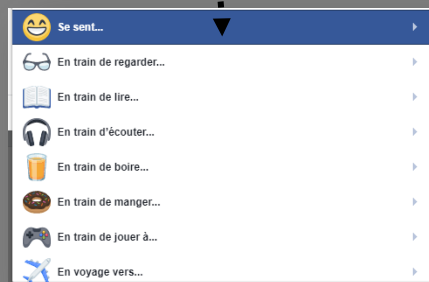 Se sent...
En train de regarder...
En train de lire...
En train d'écouter...
En train de boire...
En train de manger...
En train de jouer à...
En voyage vers...